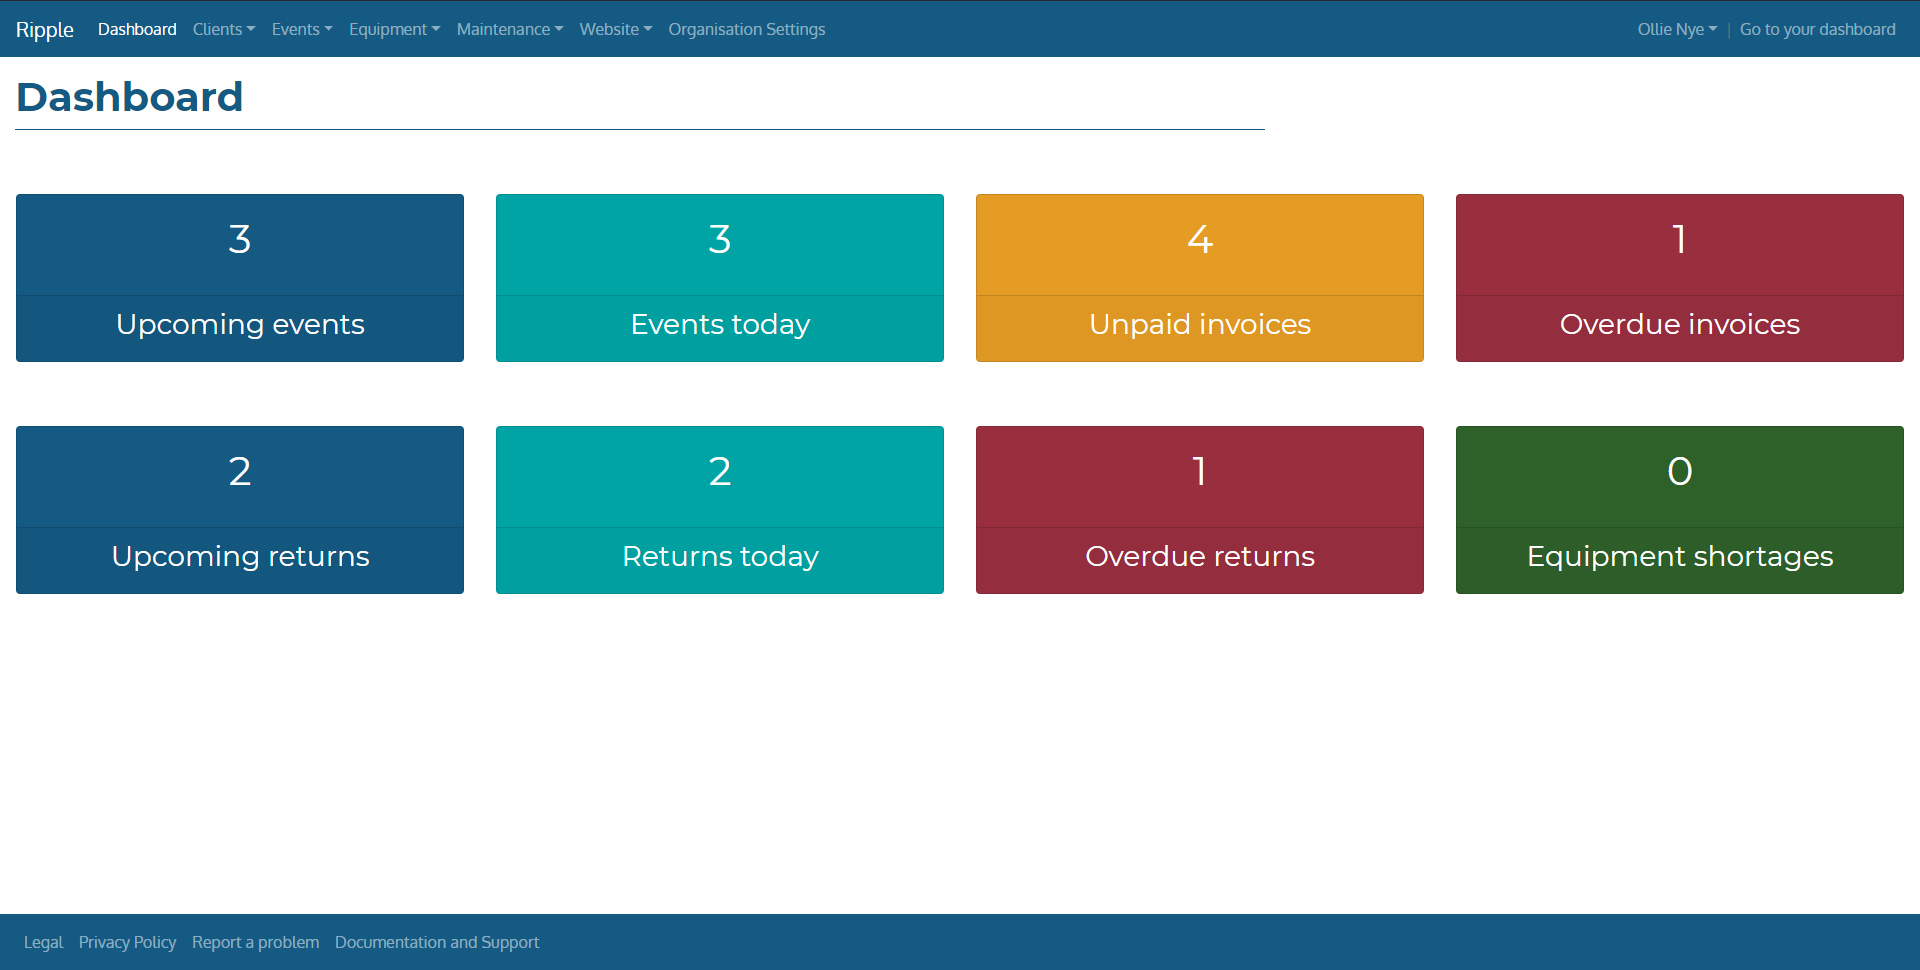 Ripple Dashboard Clients Events Equipment Maintenance Website Organisation Settings Ollie Nye | Go to your dashboard
Dashboard
3
Upcoming events
3
Events today
4
Unpaid invoices
1
Overdue invoices
2
Upcoming returns
2
Returns today
1
Overdue returns
0
Equipment shortages
Legal Privacy Policy Report a problem Documentation and Support